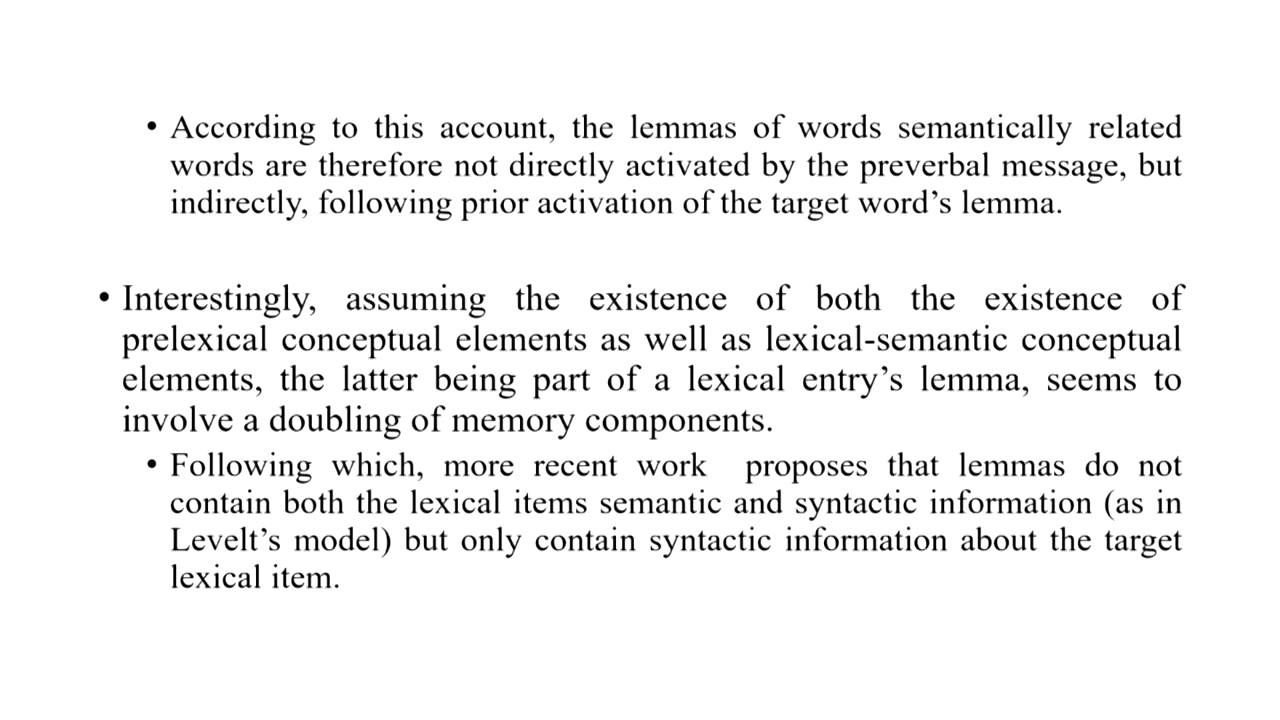 • According to this account, the lemmas of words semantically related
words are therefore not directly activated by the preverbal message, but
indirectly, following prior activation of the target word’s lemma.
• Interestingly, assuming the existence of both the existence of
prelexical conceptual elements as well as lexical-semantic conceptual
elements, the latter being part of a lexical entry’s lemma, seems to
involve a doubling of memory components.
• Following which, more recent work proposes that lemmas do not
contain both the lexical items semantic and syntactic information (as in
Levelt’s model) but only contain syntactic information about the target
lexical item.